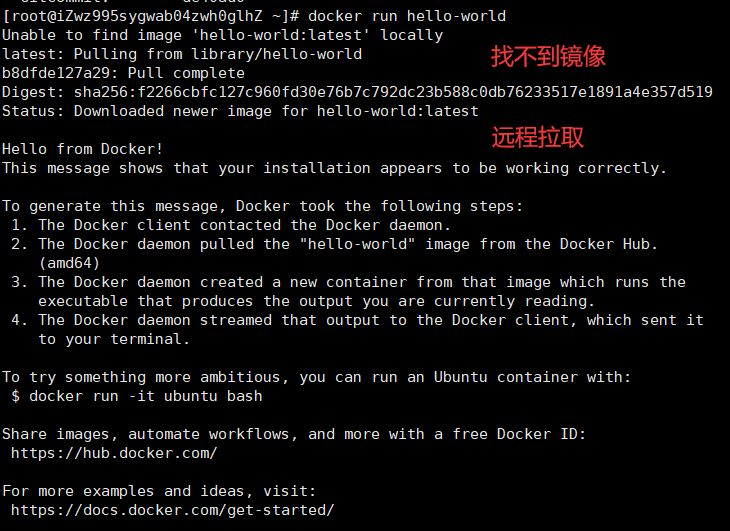 [root@iZwz995sygwab04zwh0glhZ ~]# docker run hello-world
Unable to find image 'hello-world:latest' locally
latest: Pulling from library/hello-world
找不到镜像
b8dfde127a29: Pull complete
Digest: sha256:f2266cbfc127c960fd30e76b7c792dc23b588c0db76233517e1891a4e357d519
Status: Downloaded newer image for hello-world:latest
远程拉取
Hello from Docker!
This message shows that your installation appears to be working correctly.
To generate this message, Docker took the following steps:
1. The Docker client contacted the Docker daemon.
2. The Docker daemon pulled the "hello-world" image from the Docker Hub.
(amd64)
3. The Docker daemon created a new container from that image which runs the
executable that produces the output you are currently reading.
4. The Docker daemon streamed that output to the Docker client, which sent it
to your terminal.
To try something more ambitious, you can run an Ubuntu container with:
$ docker run -it ubuntu bash
Share images, automate workflows, and more with a free Docker ID:
https://hub.docker.com/
For more examples and ideas, visit:
https://docs.docker.com/get-started/